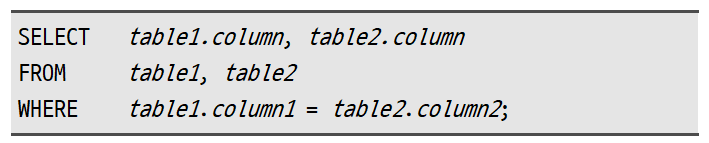 SELECT table1.column, table2.column
FROM table1, table2
WHERE table1.column1 = table2.column2;